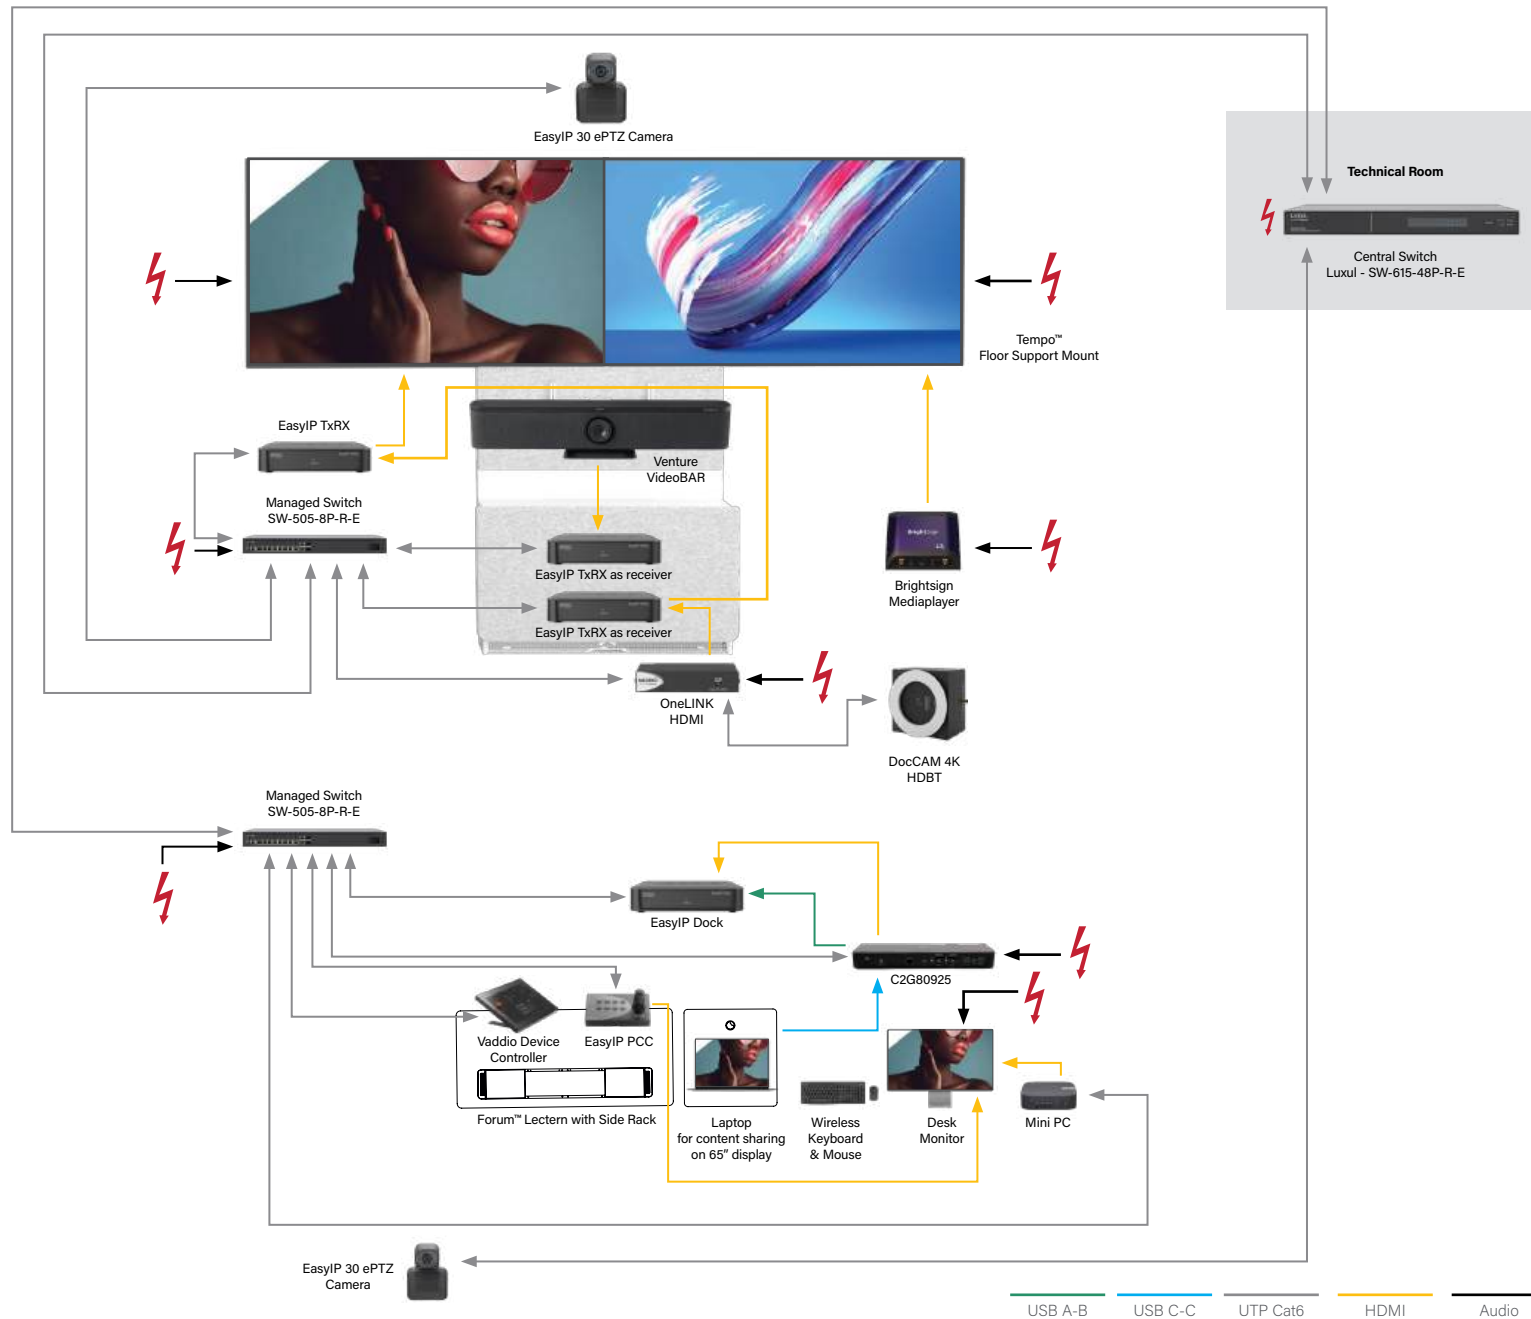 EasyIP 30 ePTZ Camera
Technical Room
LUXUL
Central Switch
Luxul - SW-615-48P-R-E
Tempo™
Floor Support Mount
EasyIP TxRX
Venture
VideoBAR
Managed Switch
SW-505-8P-R-E
EasyIP TxRX as receiver
BrightSign
Brightsign
Mediaplayer
EasyIP TxRX as receiver
OneLINK
HDMI
DocCAM 4K
HDBT
Managed Switch
SW-505-8P-R-E
EasyIP Dock
C2G80925
Vaddio Device
Controller
EasyIP PCC
Forum™ Lectern with Side Rack
Laptop
for content sharing
on 65" display
Wireless
Keyboard
& Mouse
Desk
Monitor
Mini PC
EasyIP 30 ePTZ
Camera
USB A-B
USB C-C
UTP Cat6
HDMI
Audio